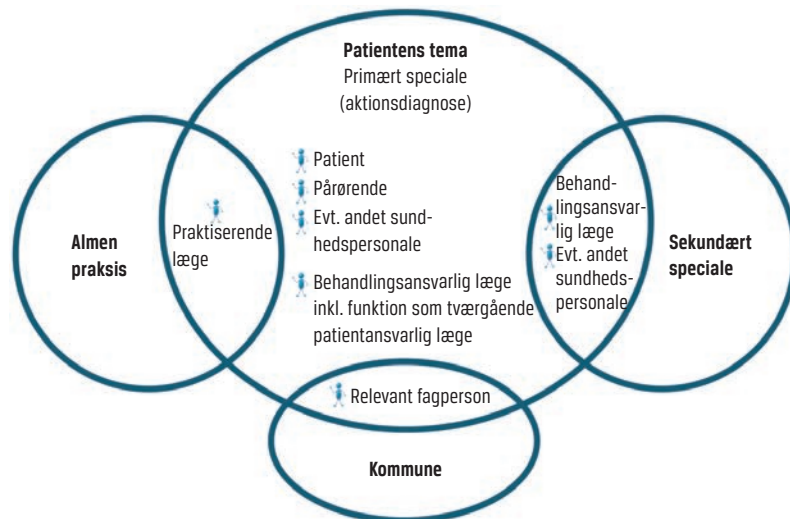 Patientens tema
Primært speciale
(aktionsdiagnose)
Patient
Pårørende
Evt. andet sund-
hedspersonale
Behandlingsansvarlig læge
inkl. funktion som tværgående
patientansvarlig læge
Almen
praksis
Praktiserende
læge
Behand-
lingsansvar-
lig læge
Evt. andet
sundheds-
personale
Sekundært
speciale
Relevant fagperson
Kommune